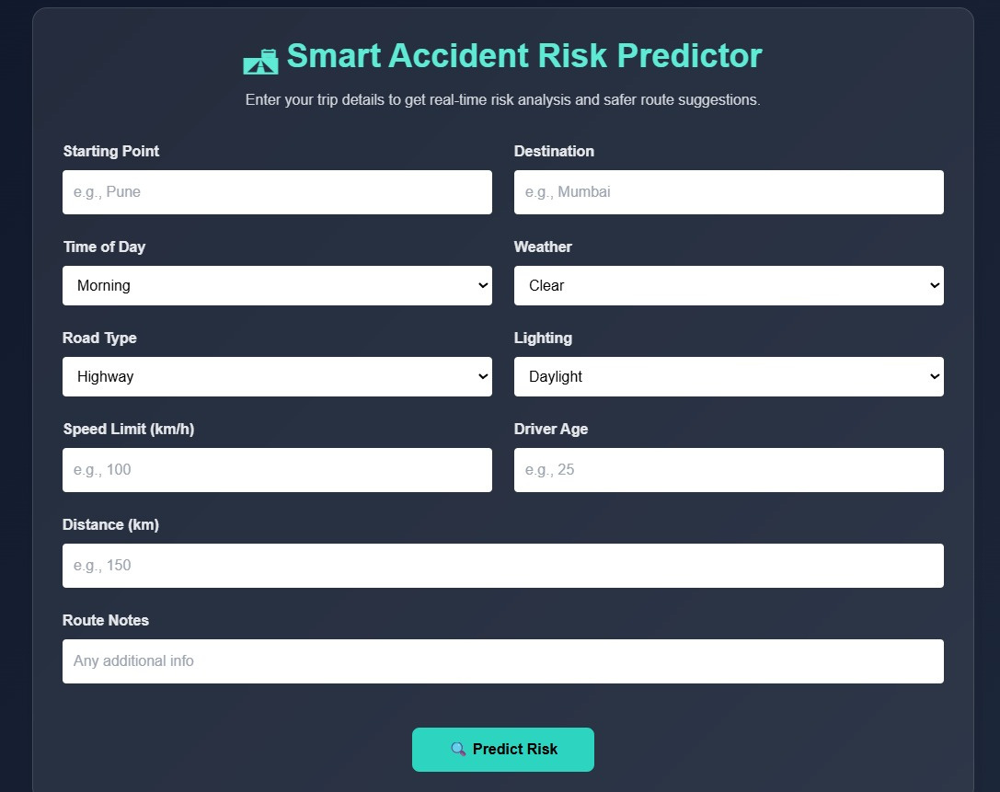 Smart Accident Risk Predictor
Enter your trip details to get real-time risk analysis and safer route suggestions.
Starting Point
e.g., Pune
Destination
e.g., Mumbai
Time of Day
Morning
Weather
Clear
Road Type
Highway
Lighting
Daylight
Speed Limit (km/h)
e.g., 100
Driver Age
e.g., 25
Distance (km)
e.g., 150
Route Notes
Any additional info
Predict Risk